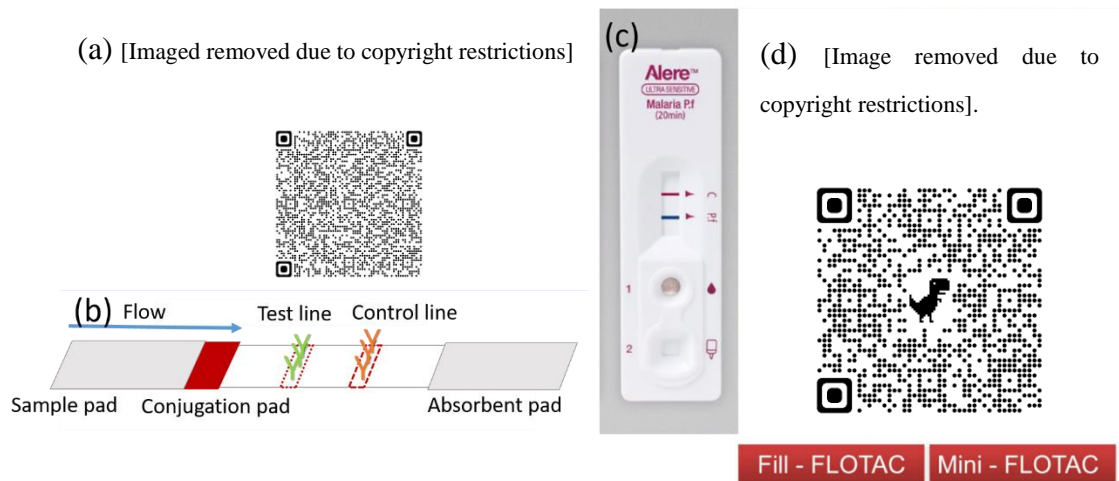 (a) [Imaged removed due to copyright restrictions]
(b)
Flow
Test line
Control line
Sample pad
Conjugation pad
Absorbent pad
(c)
Alere™
ULTRA SENSITIVE
Malaria P.f
(20min)
C
Pf
1
2
(d) [Image removed due to
copyright restrictions].
Fill - FLOTAC
Mini - FLOTAC